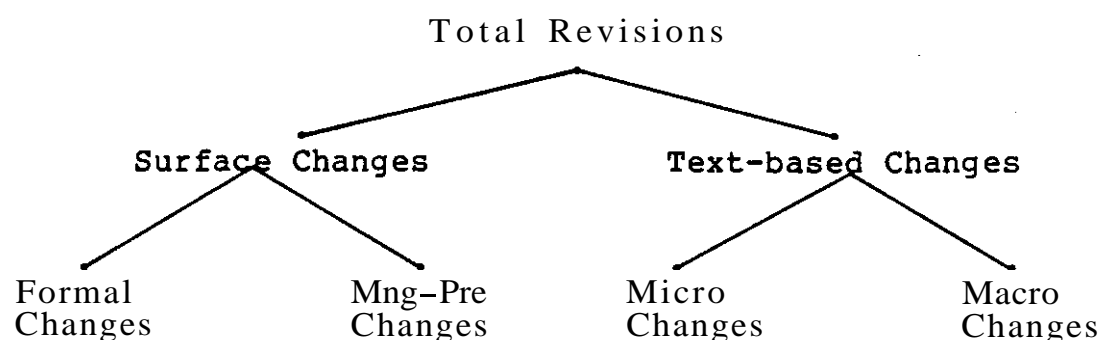 Total Revisions
Surface Changes Text-based Changes
Formal Mng-Pre Micro Macro
Changes Changes Changes Changes